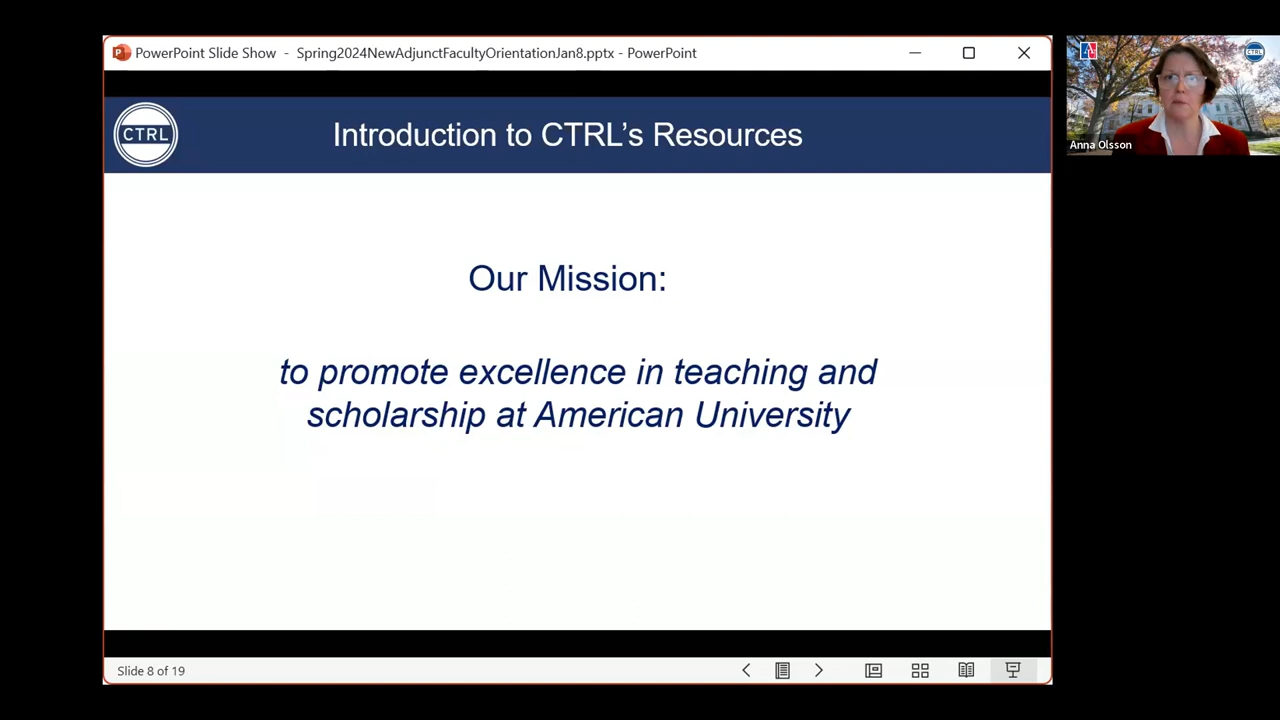 PowerPoint Slide Show - Spring2024NewAdjunctFacultyOrientationJan8.pptx - PowerPoint
CTRL
Introduction to CTRL’s Resources
Our Mission:
to promote excellence in teaching and
scholarship at American University
Slide 8 of 19
CTRL
Anna Olsson